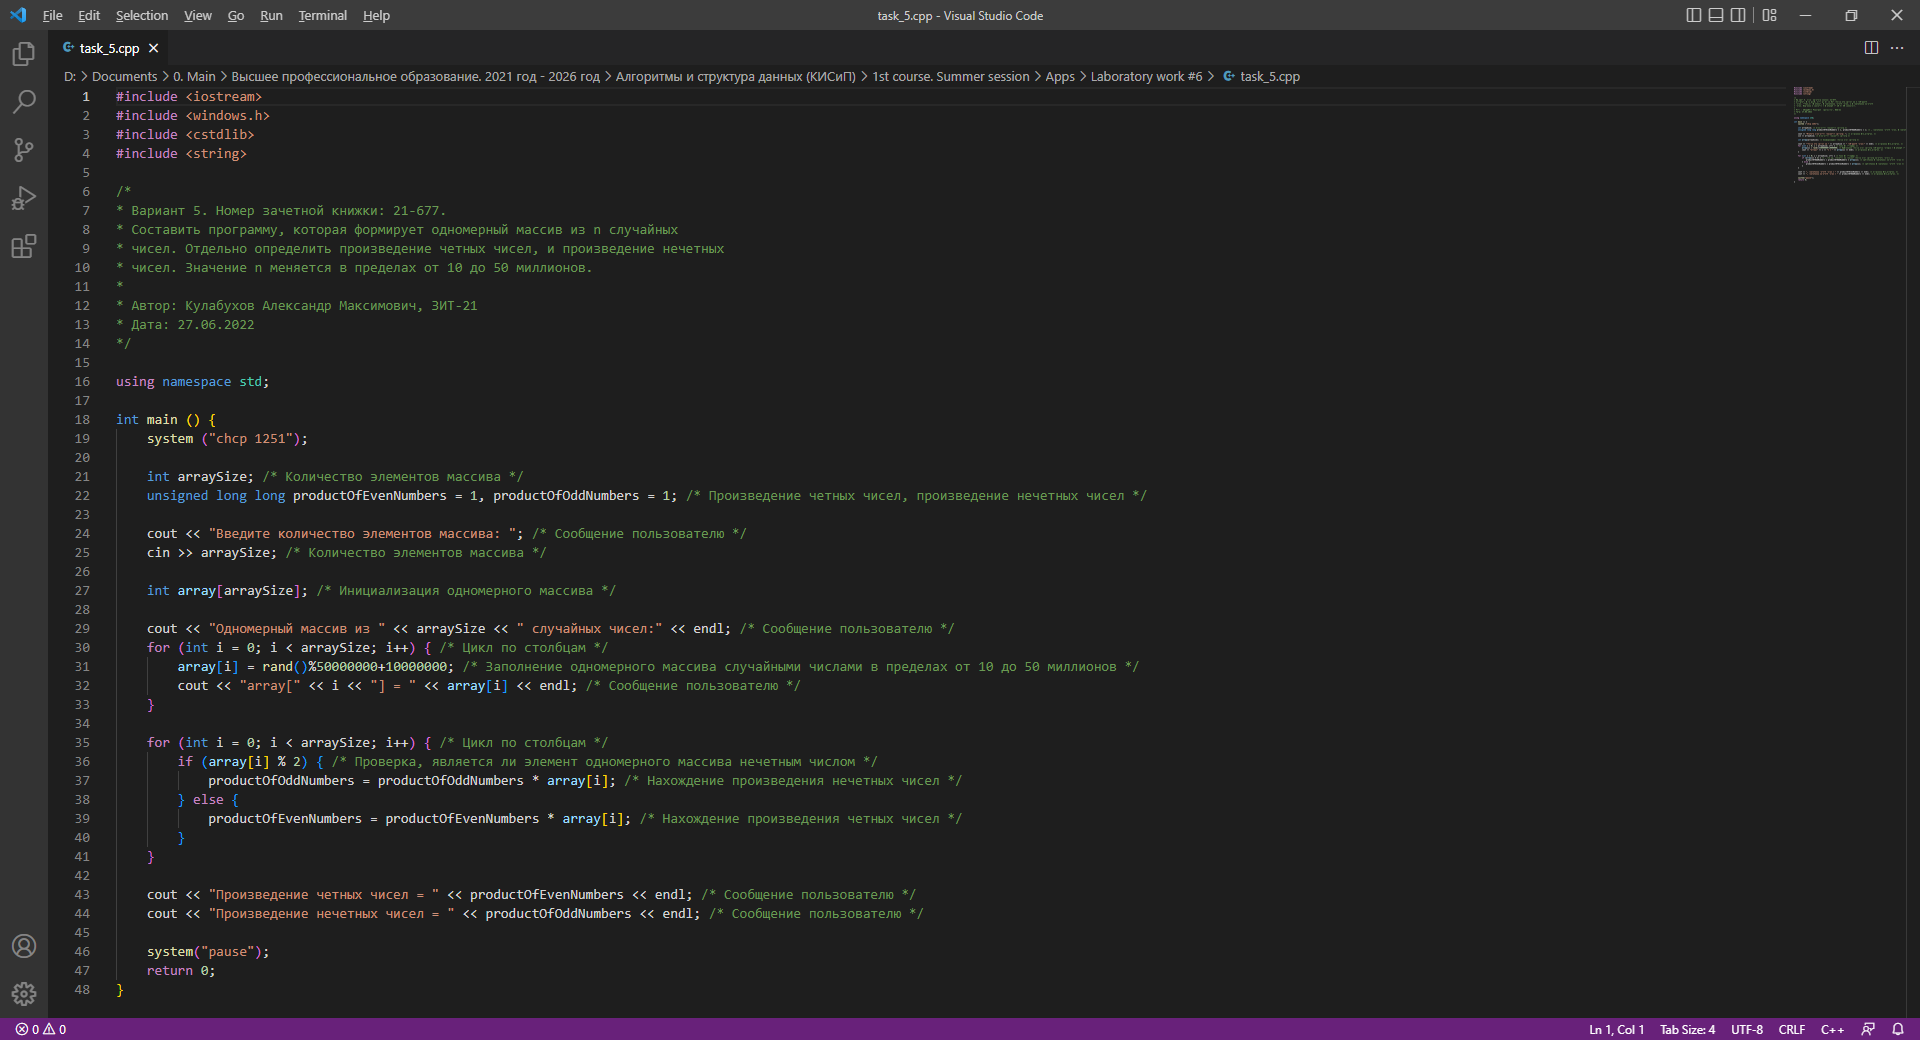 File Edit Selection View Go Run Terminal Help
task_5.cpp - Visual Studio Code
task_5.cpp
D: > Documents > 0. Main > Высшее профессиональное образование. 2021 год - 2026 год > Алгоритмы и структура данных (КИСиП) > 1st course. Summer session > Apps > Laboratory work #6 > task_5.cpp
1 #include <iostream>
2 #include <windows.h>
3 #include <cstdlib>
4 #include <string>
5
6 /*
7 * Вариант 5. Номер зачетной книжки: 21-677.
8 * Составить программу, которая формирует одномерный массив из n случайных
9 * чисел. Отдельно определить произведение четных чисел, и произведение нечетных
10 * чисел. Значение n меняется в пределах от 10 до 50 миллионов.
11 *
12 * Автор: Кулабухов Александр Максимович, ЗИТ-21
13 * Дата: 27.06.2022
14 */
15
16 using namespace std;
17
18 int main () {
19 system ("chcp 1251");
20
21 int arraySize; /* Количество элементов массива */
22 unsigned long long productOfEvenNumbers = 1, productOfOddNumbers = 1; /* Произведение четных чисел, произведение нечетных чисел */
23
24 cout << "Введите количество элементов массива: "; /* Сообщение пользователю */
25 cin >> arraySize; /* Количество элементов массива */
26
27 int array[arraySize]; /* Инициализация одномерного массива */
28
29 cout << "Одномерный массив из " << arraySize << " случайных чисел:" << endl; /* Сообщение пользователю */
30 for (int i = 0; i < arraySize; i++) { /* Цикл по столбцам */
31 array[i] = rand()%50000000+10000000; /* Заполнение одномерного массива случайными числами в пределах от 10 до 50 миллионов */
32 cout << "array[" << i << "] = " << array[i] << endl; /* Сообщение пользователю */
33 }
34
35 for (int i = 0; i < arraySize; i++) { /* Цикл по столбцам */
36 if (array[i] % 2) { /* Проверка, является ли элемент одномерного массива нечетным числом */
37 productOfOddNumbers = productOfOddNumbers * array[i]; /* Нахождение произведения нечетных чисел */
38 } else {
39 productOfEvenNumbers = productOfEvenNumbers * array[i]; /* Нахождение произведения четных чисел */
40 }
41 }
42
43 cout << "Произведение четных чисел = " << productOfEvenNumbers << endl; /* Сообщение пользователю */
44 cout << "Произведение нечетных чисел = " << productOfOddNumbers << endl; /* Сообщение пользователю */
45
46 system("pause");
47 return 0;
48 }
0 0
Ln 1, Col 1 Tab Size: 4 UTF-8 CRLF C++